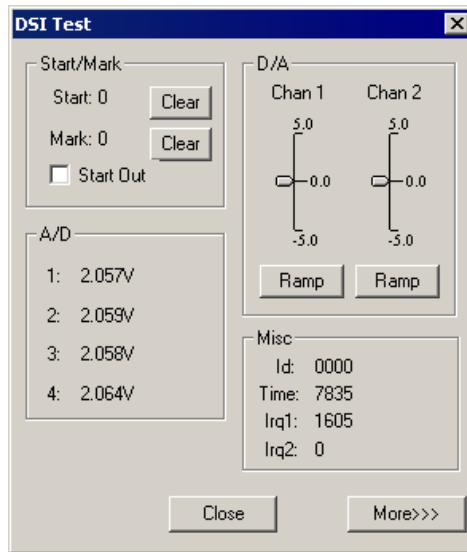 DSI Test
Start/Mark
Start: 0 Clear
Mark: 0 Clear
Start Out
A/D
1: 2.057V
2: 2.059V
3: 2.058V
4: 2.064V
D/A
Chan 1 Chan 2
5.0 5.0
0.0 0.0
-5.0 -5.0
Ramp Ramp
Misc
Id: 0000
Time: 7835
Irq1: 1605
Irq2: 0
Close More>>>